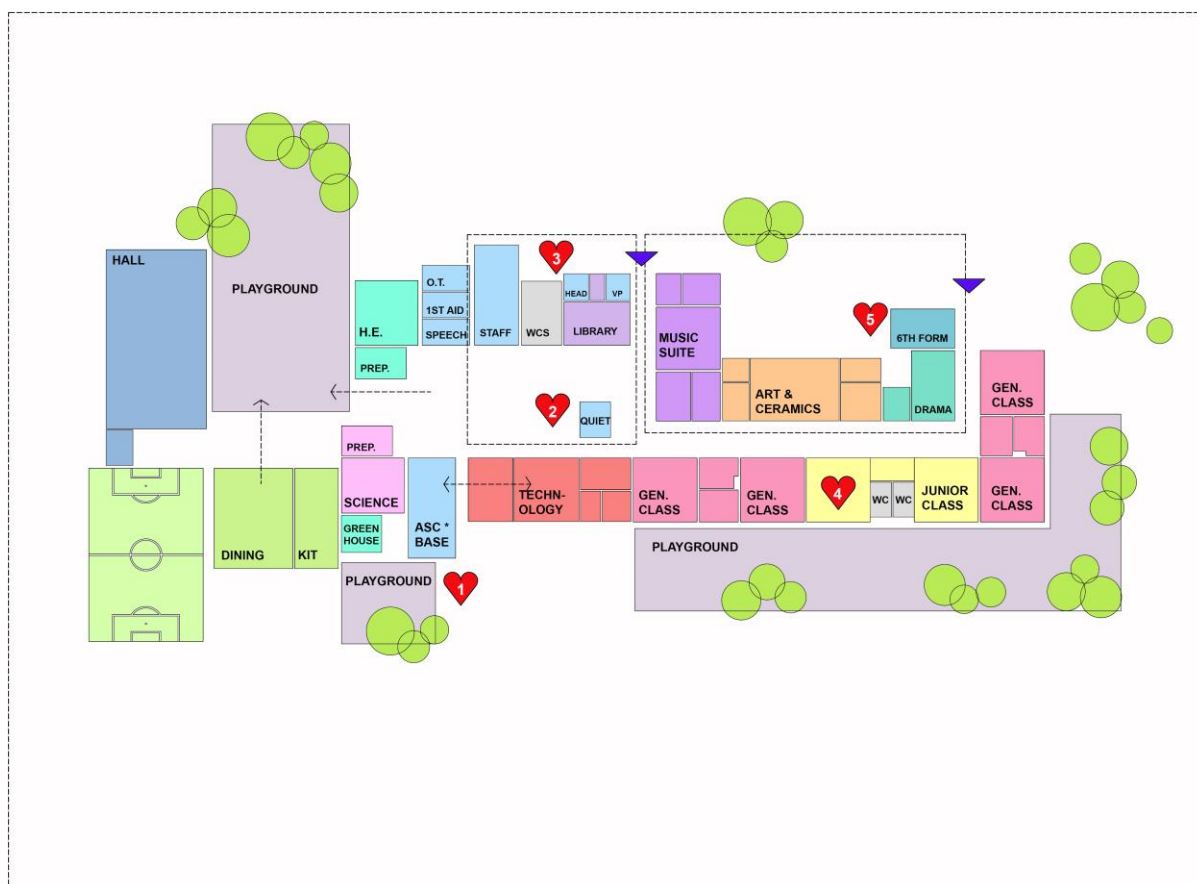 HALL
PLAYGROUND
H.E.
PREP.
O.T.
1ST AID
SPEECH
STAFF
WCS
3
HEAD
VP
LIBRARY
2
QUIET
MUSIC
SUITE
ART &
CERAMICS
5
6TH FORM
DRAMA
GEN.
CLASS
PREP.
SCIENCE
GREEN
HOUSE
ASC *
BASE
DINING
KIT
PLAYGROUND
1
TECHN-
OLOGY
GEN.
CLASS
GEN.
CLASS
4
WC
WC
JUNIOR
CLASS
GEN.
CLASS
PLAYGROUND